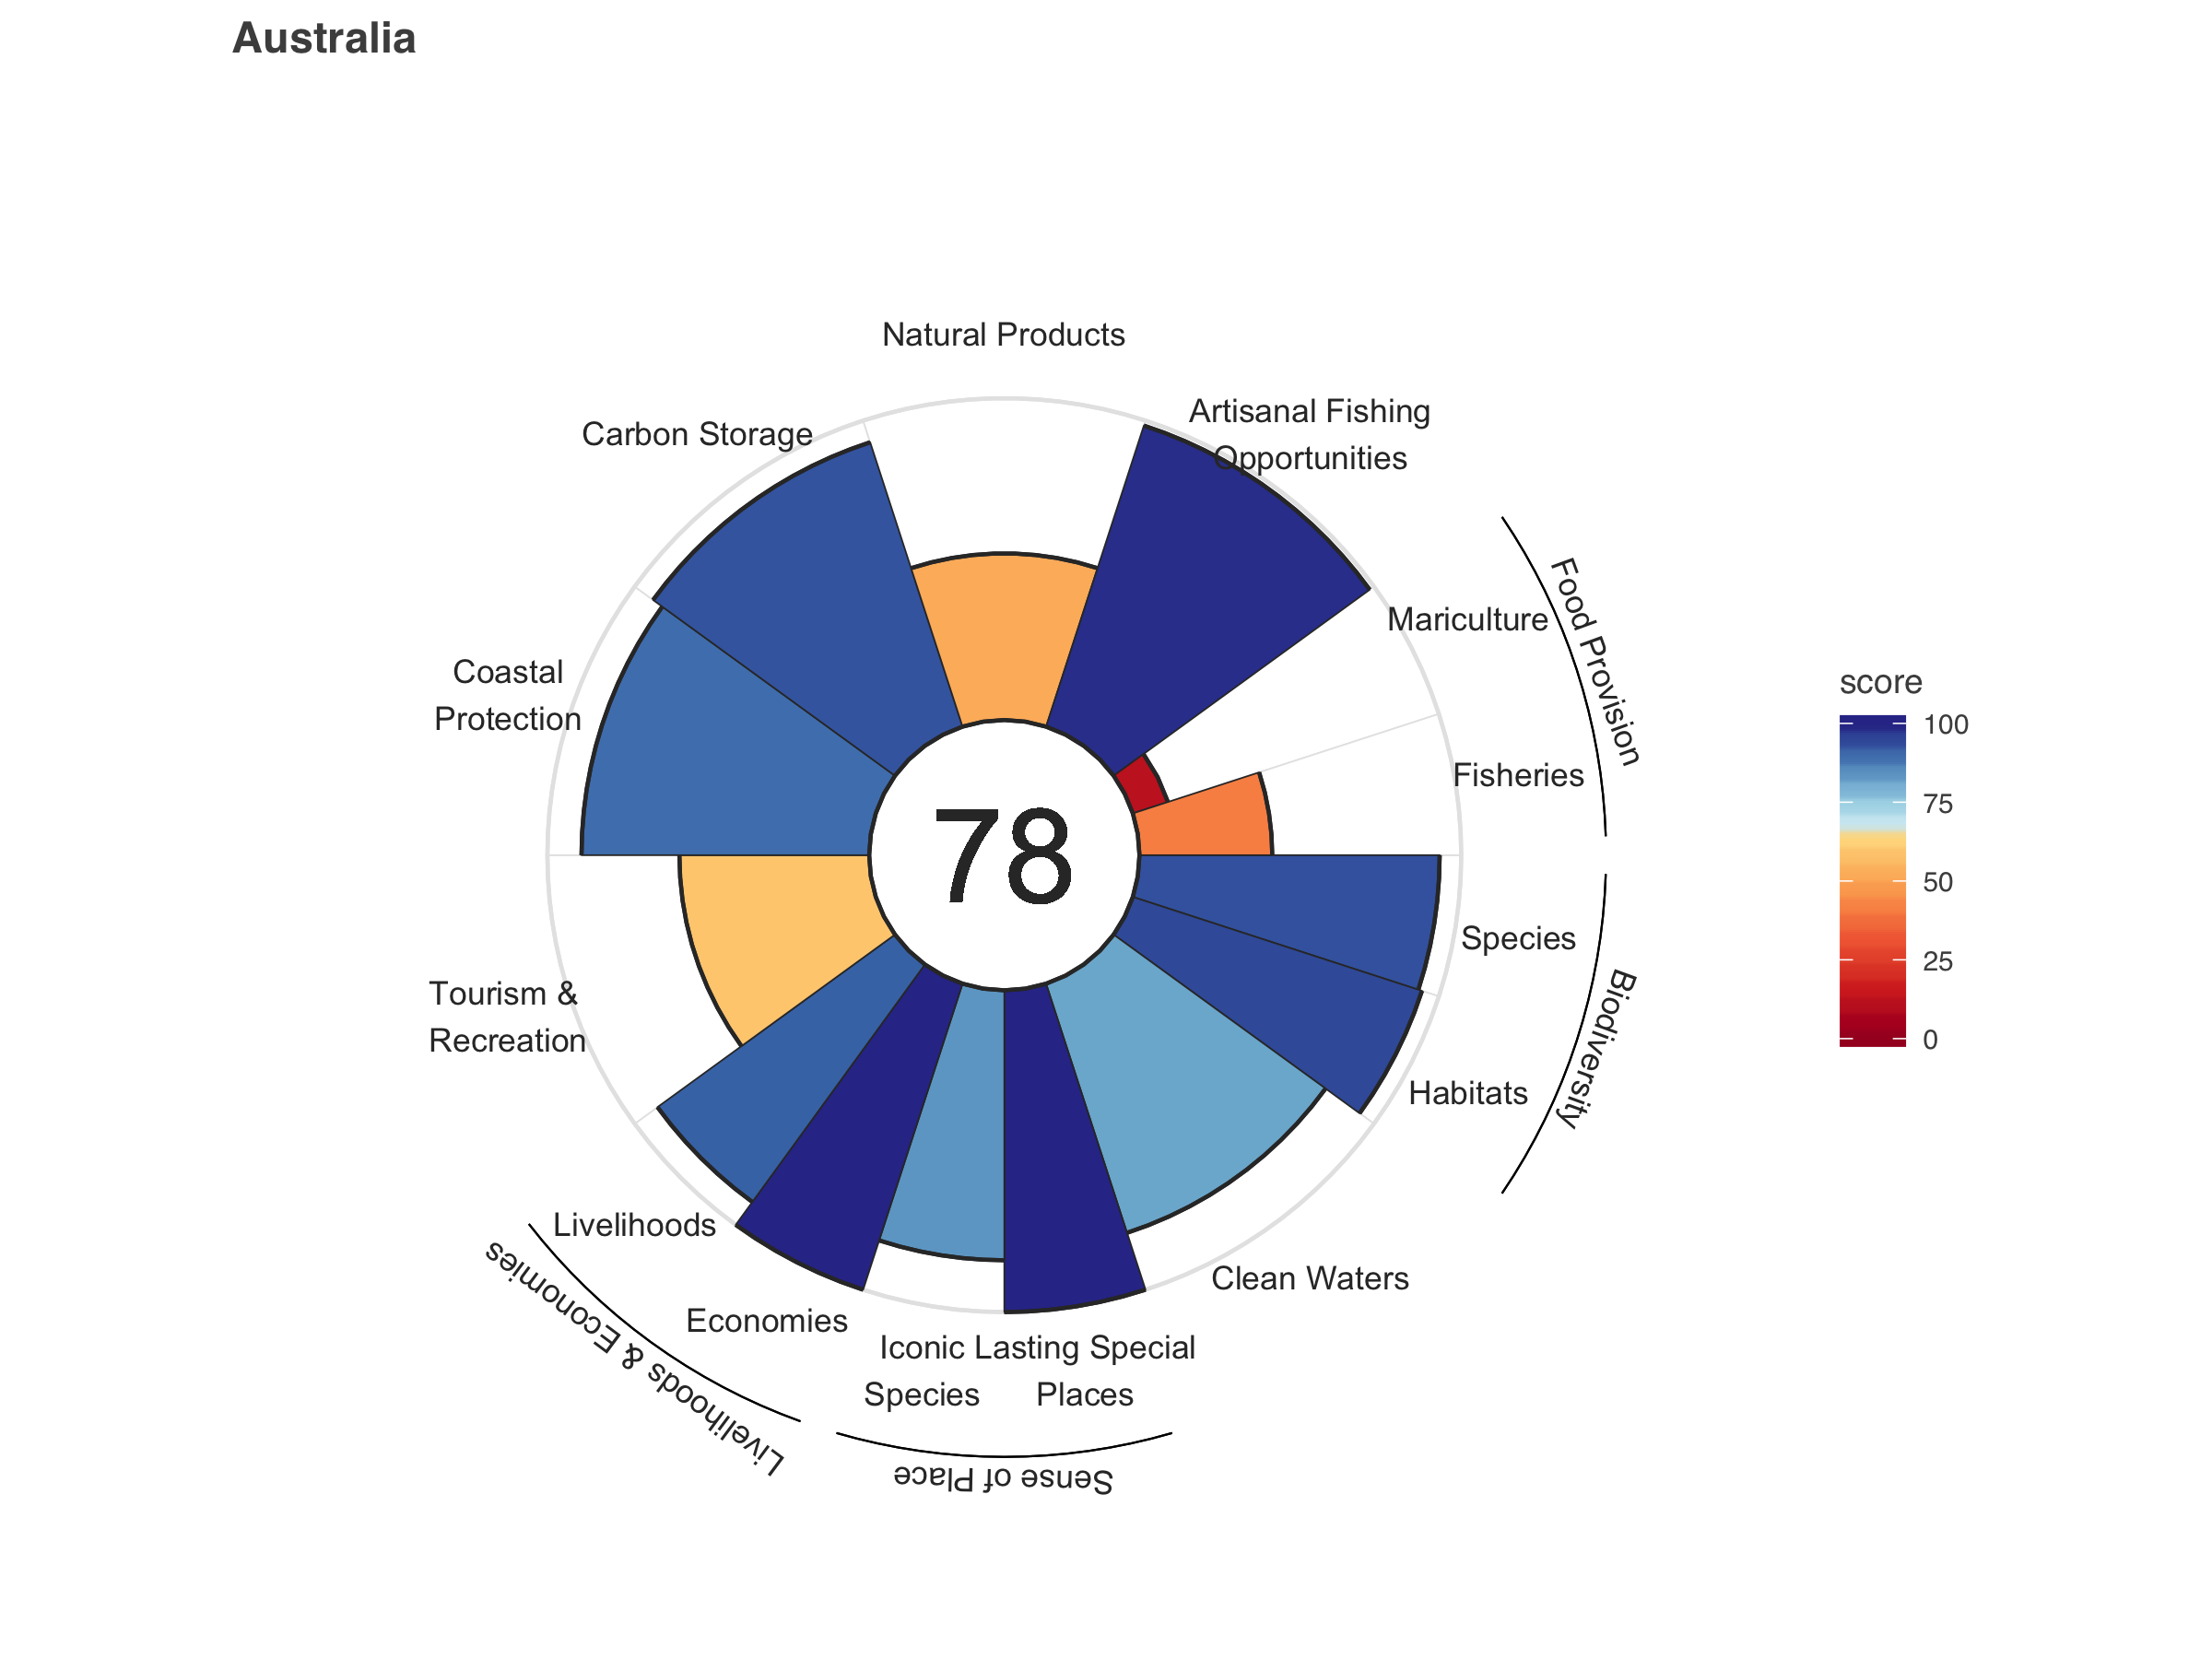 Australia
Natural Products
Artisanal Fishing
Opportunities
Carbon Storage
Mariculture
Food Provision
Coastal
Protection
Fisheries
78
score
100
75
50
25
0
Species
Biodiversity
Tourism &
Recreation
Habitats
Livelihoods
Clean Waters
Economies
Livelihoods & Economies
Iconic Lasting Special
Species Places
Sense of Place